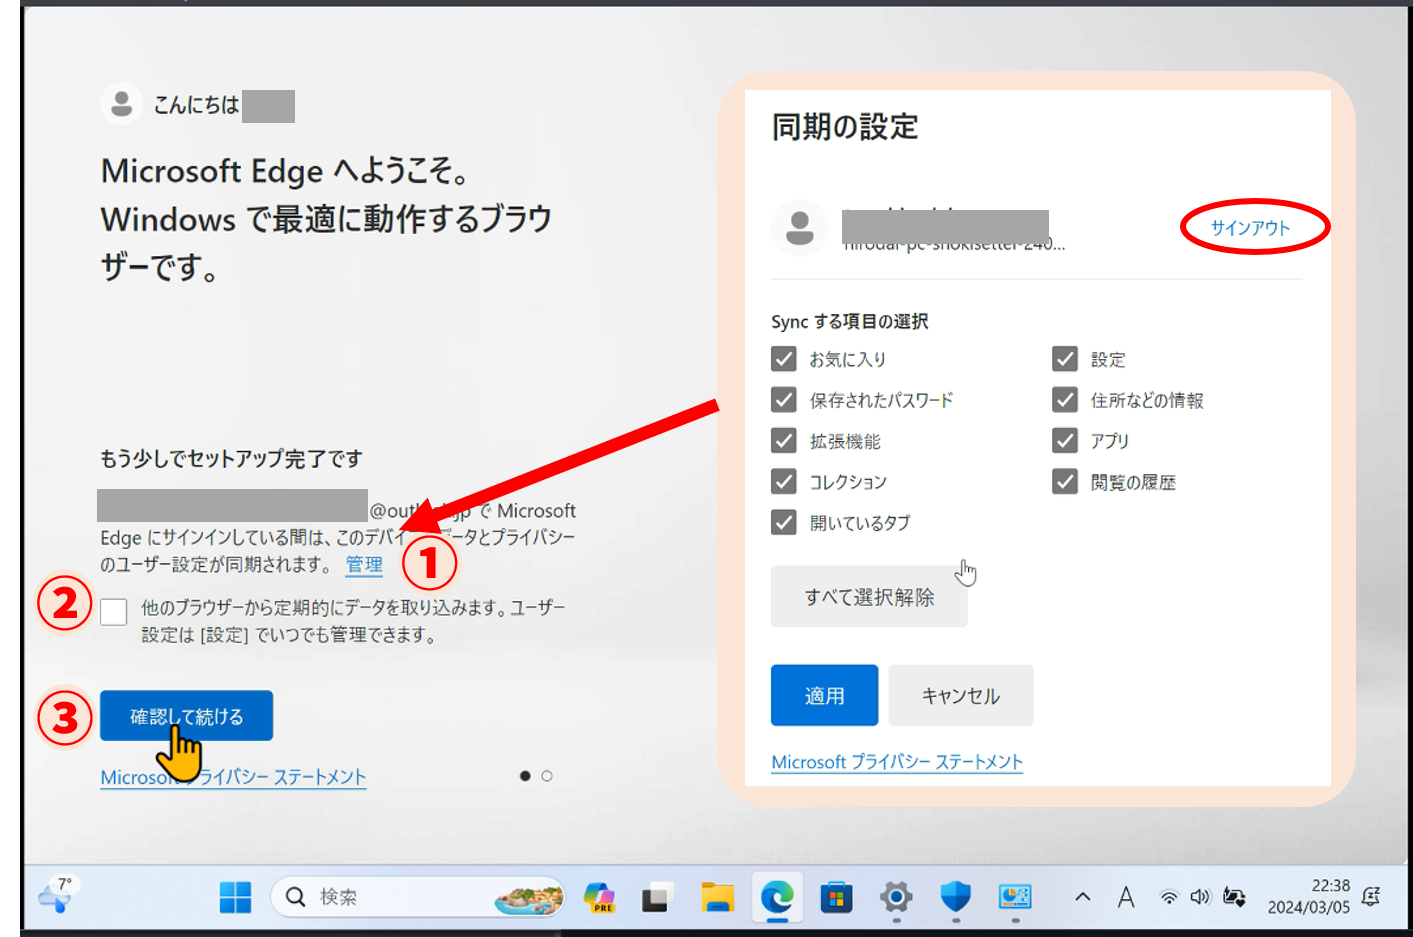 こんにちは
Microsoft Edge へようこそ。
Windows で最適に動作するブラウ
ザーです。
もう少しでセットアップ完了です
で Microsoft
Edge にサインインしている間は、このデバイ ータとプライバシー
のユーザー設定が同期されます。 管理
①
②
他のブラウザーから定期的にデータを取り込みます。ユーザー
設定は [設定] でいつでも管理できます。
③
確認して続ける
Microsoft プライバシー ステートメント
同期の設定
サインアウト
Sync する項目の選択
お気に入り
設定
保存されたパスワード
住所などの情報
拡張機能
アプリ
コレクション
閲覧の履歴
開いているタブ
すべて選択解除
適用
キャンセル
Microsoft プライバシー ステートメント
7°
検索
PRE
A
22:38
2024/03/05